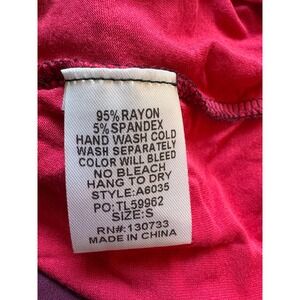 95% RAYON
5% SPANDEX
HAND WASH COLD
WASH SEPARATELY
COLOR WILL BLEED
NO BLEACH
HANG TO DRY
STYLE:A6035
PO:TL59962
SIZE:S
RN#:130733
MADE IN CHINA